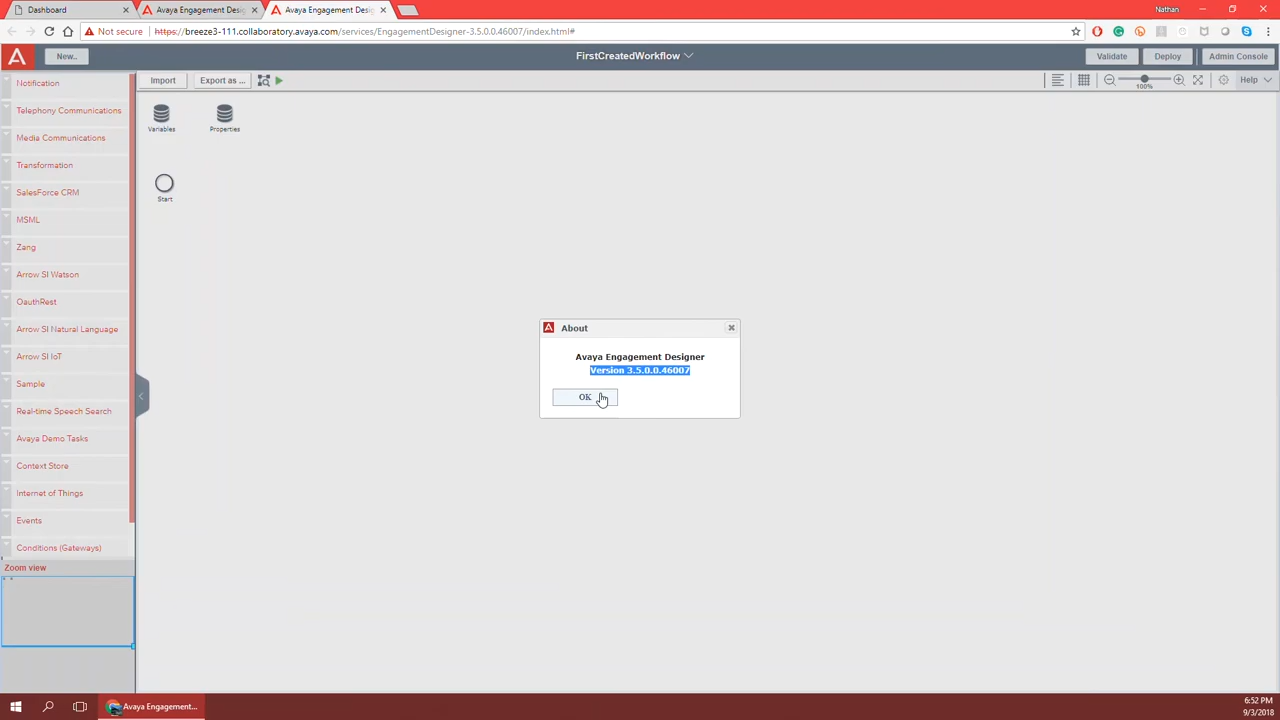 Dashboard
Avaya Engagement Desig
Avaya Engagement Desig
Nathan
Not secure
https://breeze3-111.collaboratory.avaya.com/services/EngagementDesigner-3.5.0.0.46007/index.html#
New..
FirstCreatedWorkflow
Validate
Deploy
Admin Console
Import
Export as ...
100%
Help
Notification
Telephony Communications
Media Communications
Transformation
SalesForce CRM
MSML
Zang
Arrow SI Watson
OauthRest
Arrow SI Natural Language
Arrow SI IoT
Sample
Real-time Speech Search
Avaya Demo Tasks
Context Store
Internet of Things
Events
Conditions (Gateways)
Zoom view
Variables
Properties
Start
About
Avaya Engagement Designer
Version 3.5.0.0.46007
OK
Avaya Engagement...
6:52 PM
9/3/2018